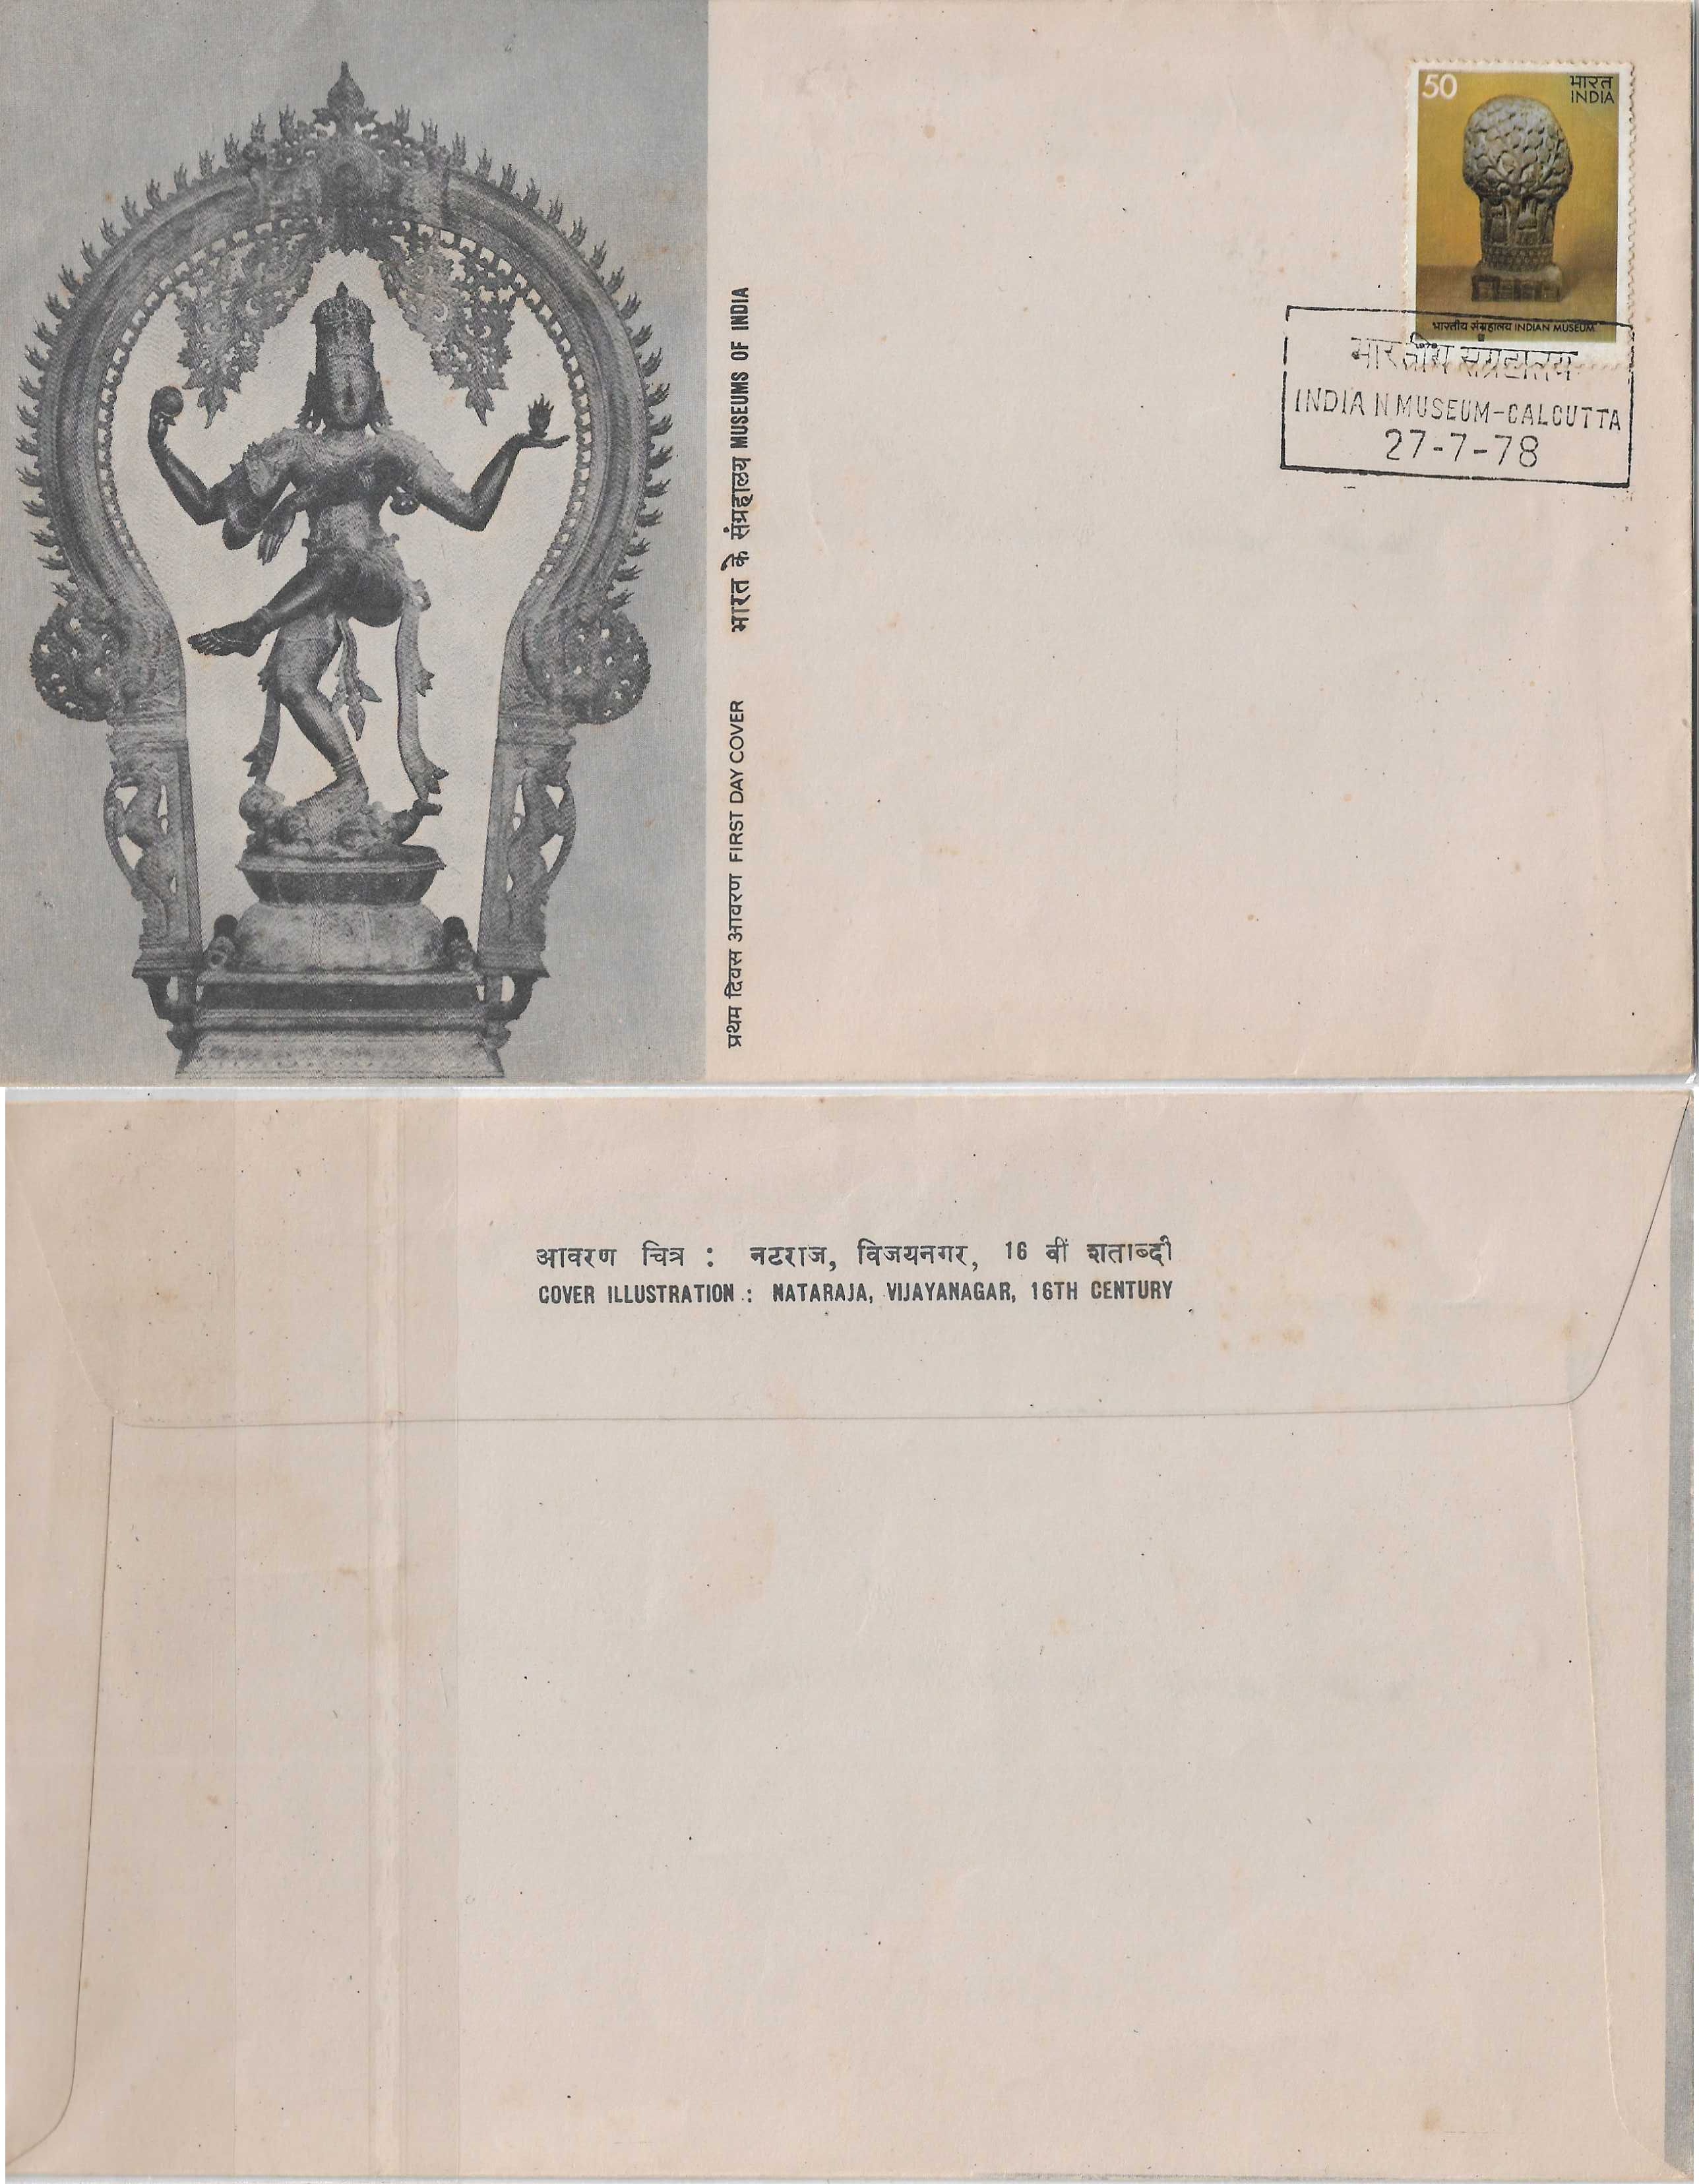 50
भारत
INDIA
भारतीय संग्रहालय INDIAN MUSEUM
1978
भारतीय संग्रहालय
INDIAN MUSEUM-CALCUTTA
27-7-78
प्रथम दिवस आवरण FIRST DAY COVER भारत के संग्रहालय MUSEUMS OF INDIA
आवरण चित्र : नटराज, विजयनगर, 16 वीं शताब्दी
COVER ILLUSTRATION : NATARAJA, VIJAYANAGAR, 16TH CENTURY